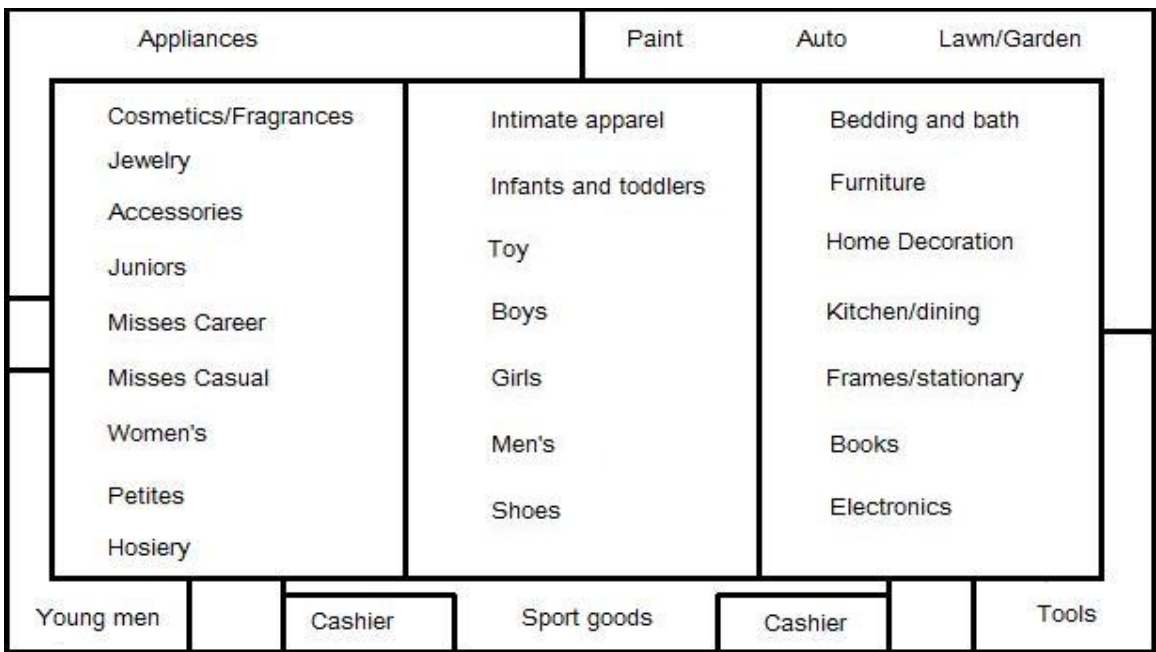 Appliances
Paint
Auto
Lawn/Garden
Cosmetics/Fragrances
Jewelry
Accessories
Juniors
Misses Career
Misses Casual
Women's
Petites
Hosiery
Intimate apparel
Infants and toddlers
Toy
Boys
Girls
Men's
Shoes
Bedding and bath
Furniture
Home Decoration
Kitchen/dining
Frames/stationary
Books
Electronics
Young men
Cashier
Sport goods
Cashier
Tools